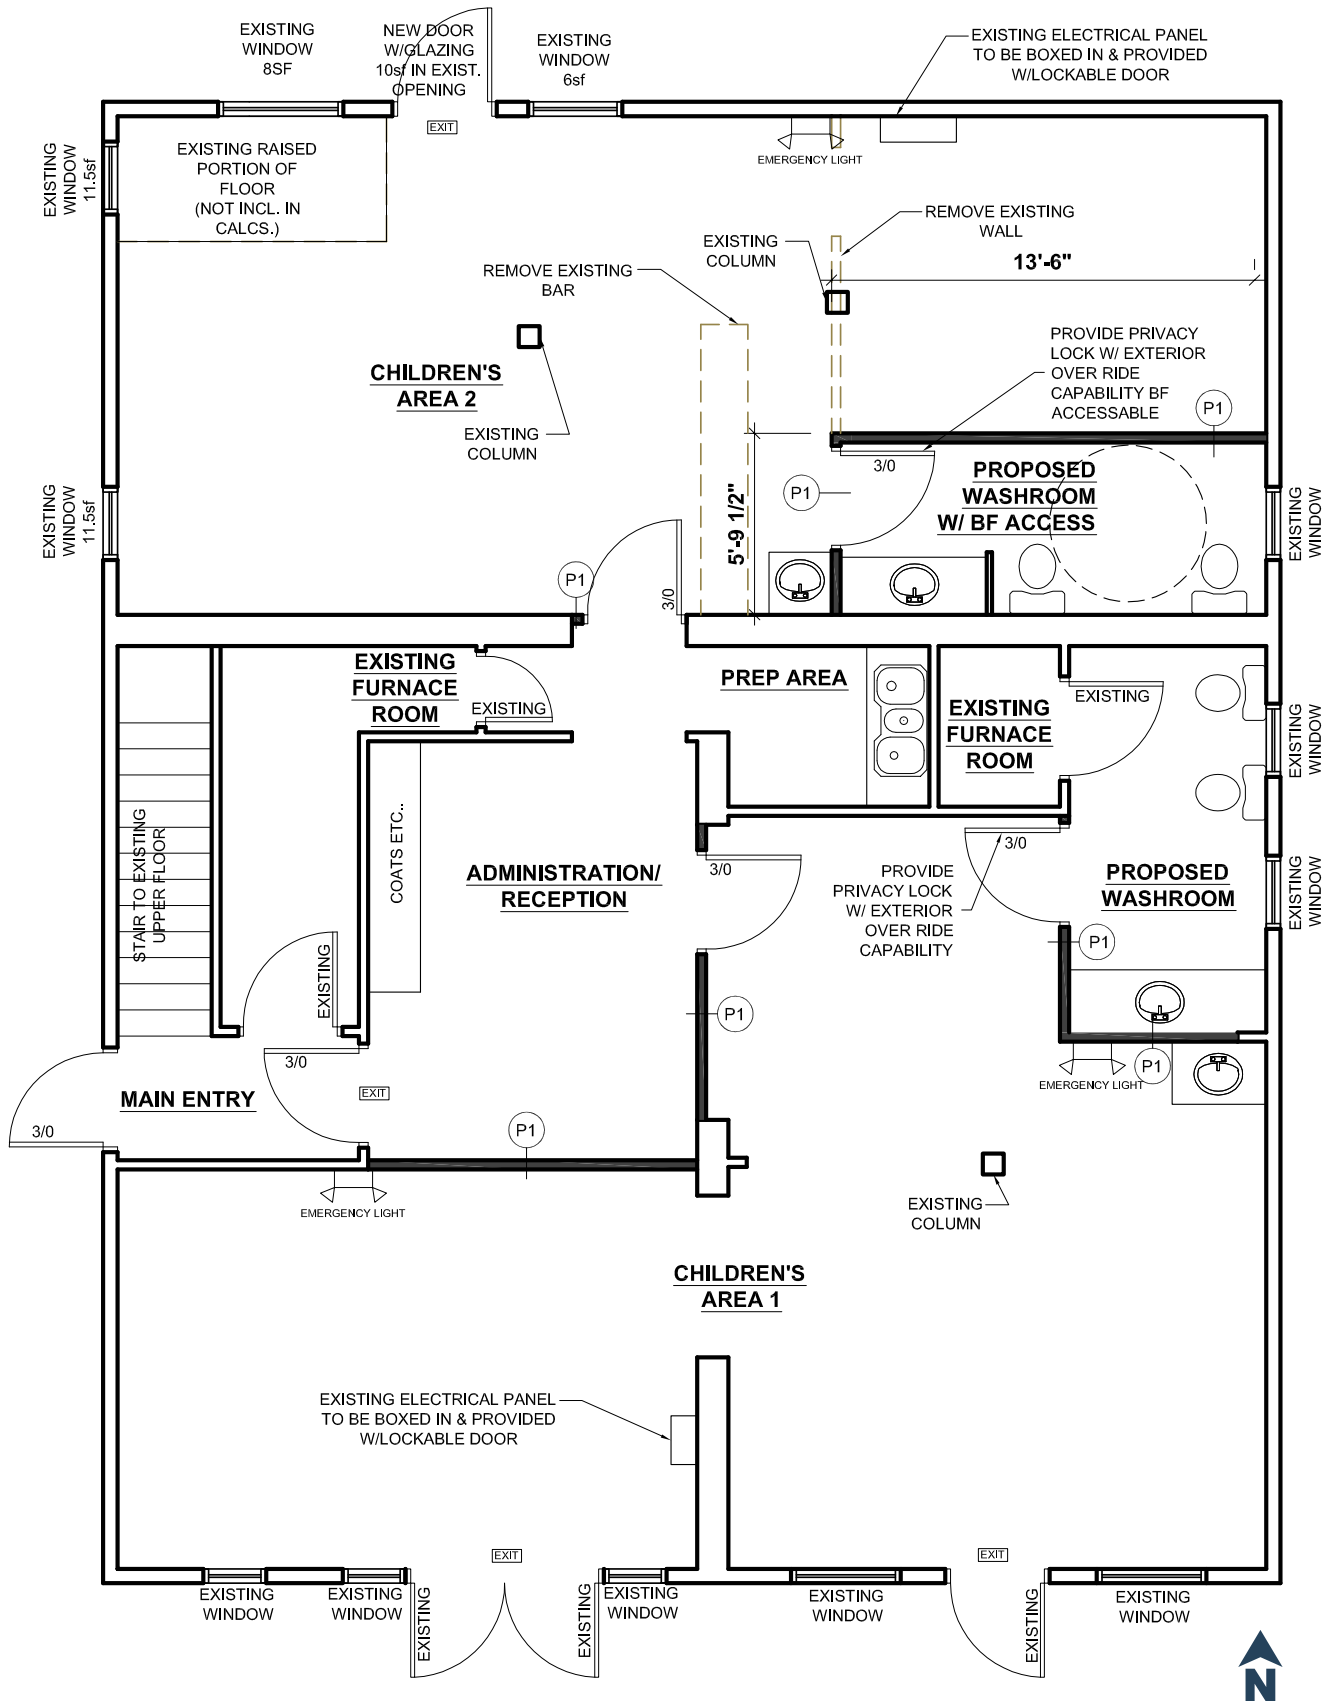 EXISTING
WINDOW
8SF
NEW DOOR
W/GLAZING
10sf IN EXIST.
OPENING
EXISTING
WINDOW
6sf
EXISTING ELECTRICAL PANEL
TO BE BOXED IN & PROVIDED
W/LOCKABLE DOOR
EXIT
EMERGENCY LIGHT
EXISTING
WINDOW
11.5sf
EXISTING RAISED
PORTION OF
FLOOR
(NOT INCL. IN
CALCS.)
REMOVE EXISTING
WALL
EXISTING
COLUMN
13'-6"
REMOVE EXISTING
BAR
PROVIDE PRIVACY
LOCK W/ EXTERIOR
OVER RIDE
CAPABILITY BF
ACCESSABLE
P1
CHILDREN'S
AREA 2
EXISTING
COLUMN
3/0
PROPOSED
WASHROOM
W/ BF ACCESS
P1
5'-9 1/2"
EXISTING
WINDOW
11.5sf
EXISTING
WINDOW
P1
3/0
EXISTING
FURNACE
ROOM
EXISTING
PREP AREA
EXISTING
FURNACE
ROOM
EXISTING
EXISTING
WINDOW
STAIR TO EXISTING
UPPER FLOOR
COATS ETC..
ADMINISTRATION/
RECEPTION
3/0
3/0
PROVIDE
PRIVACY LOCK
W/ EXTERIOR
OVER RIDE
CAPABILITY
PROPOSED
WASHROOM
EXISTING
WINDOW
P1
EXISTING
P1
3/0
EXIT
MAIN ENTRY
3/0
EMERGENCY LIGHT
P1
P1
EMERGENCY LIGHT
EXISTING
COLUMN
CHILDREN'S
AREA 1
EXISTING ELECTRICAL PANEL
TO BE BOXED IN & PROVIDED
W/LOCKABLE DOOR
EXIT
EXIT
EXISTING
WINDOW
EXISTING
WINDOW
EXISTING
EXISTING
EXISTING
WINDOW
EXISTING
WINDOW
EXISTING
EXISTING
WINDOW
N